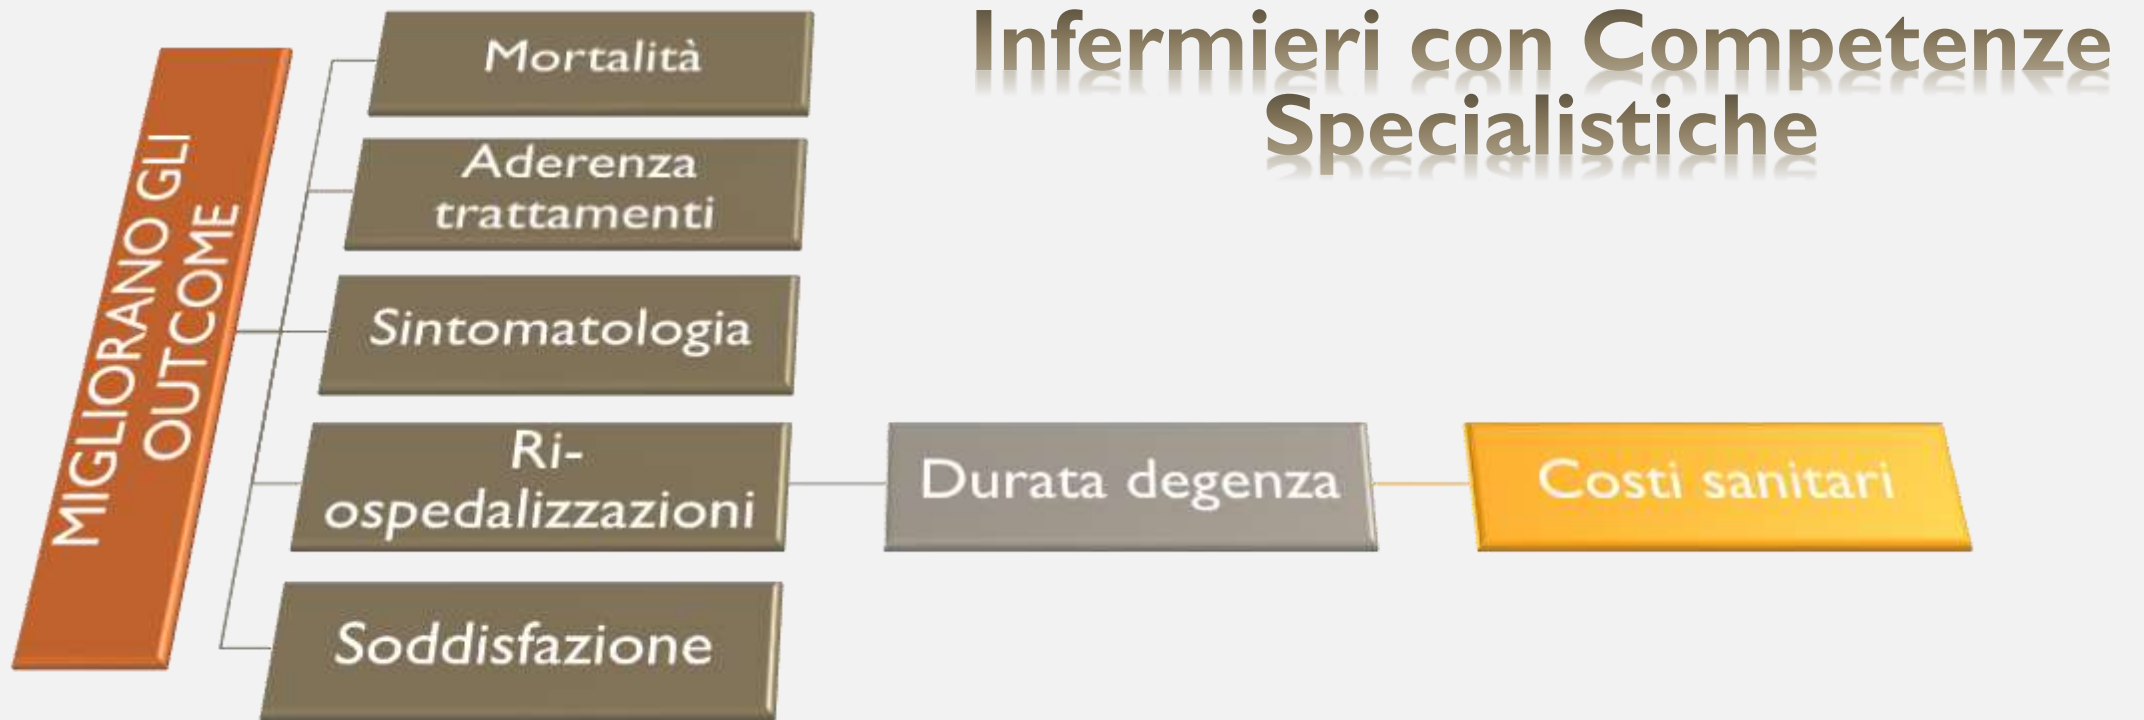 Infermieri con Competenze
Specialistiche
MIGLIORANO GLI
OUTCOME
Mortalità
Aderenza
trattamenti
Sintomatologia
Ri-
ospedalizzazioni
Durata degenza
Costi sanitari
Soddisfazione